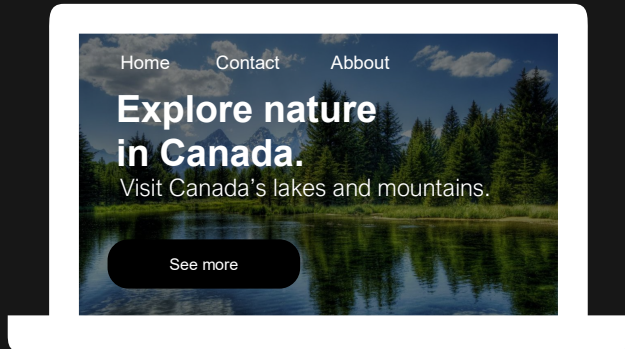 Home Contact Abbout
Explore nature
in Canada.
Visit Canada's lakes and mountains.
See more